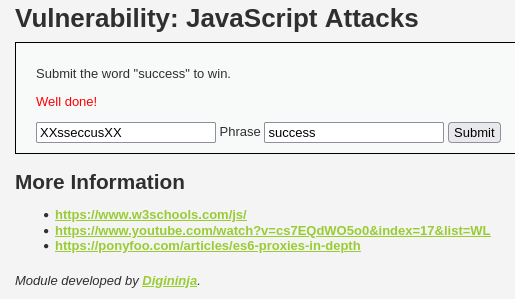 Vulnerability: JavaScript Attacks
Submit the word "success" to win.
Well done!
XXsseccusXX Phrase success Submit
More Information
• https://www.w3schools.com/js/
• https://www.youtube.com/watch?v=cs7EQdWO5o0&index=17&list=WL
• https://ponyfoo.com/articles/es6-proxies-in-depth
Module developed by Digininja.